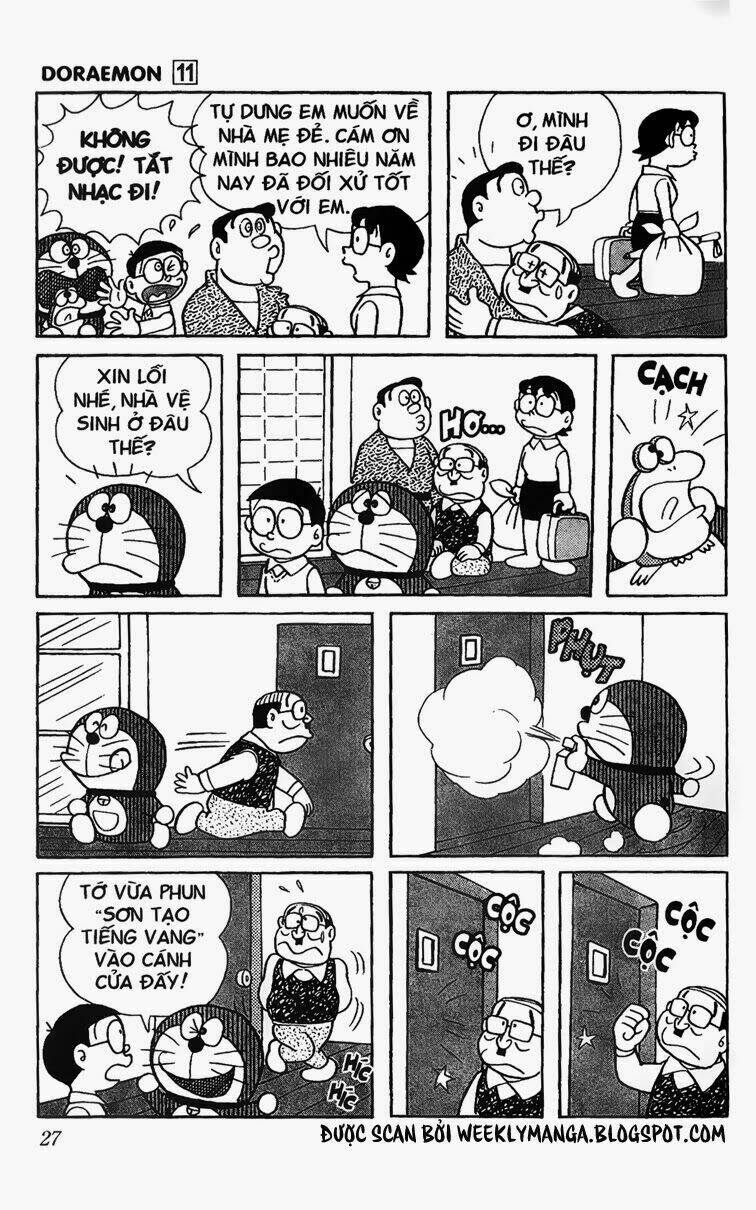 DORAEMON 11
KHÔNG
ĐƯỢC! TẮT
NHẠC ĐI!
TỰ DƯNG EM MUỐN VỀ
NHÀ MẸ ĐẺ. CÁM ƠN
MÌNH BAO NHIÊU NĂM
NAY ĐÃ ĐỐI XỬ TỐT
VỚI EM.
Ơ, MÌNH
ĐI ĐÂU
THẾ?
XIN LỖI
NHÉ, NHÀ VỆ
SINH Ở ĐÂU
THẾ?
HƠ...
CẠCH
PHỤT
TỚ VỪA PHUN
“SƠN TẠO
TIẾNG VANG”
VÀO CÁNH
CỬA ĐẤY!
HÍC
HÍC
CỘC
CỘC
CỘC
CỘC
27
ĐƯỢC SCAN BỞI WEEKLYMANGA.BLOGSPOT.COM